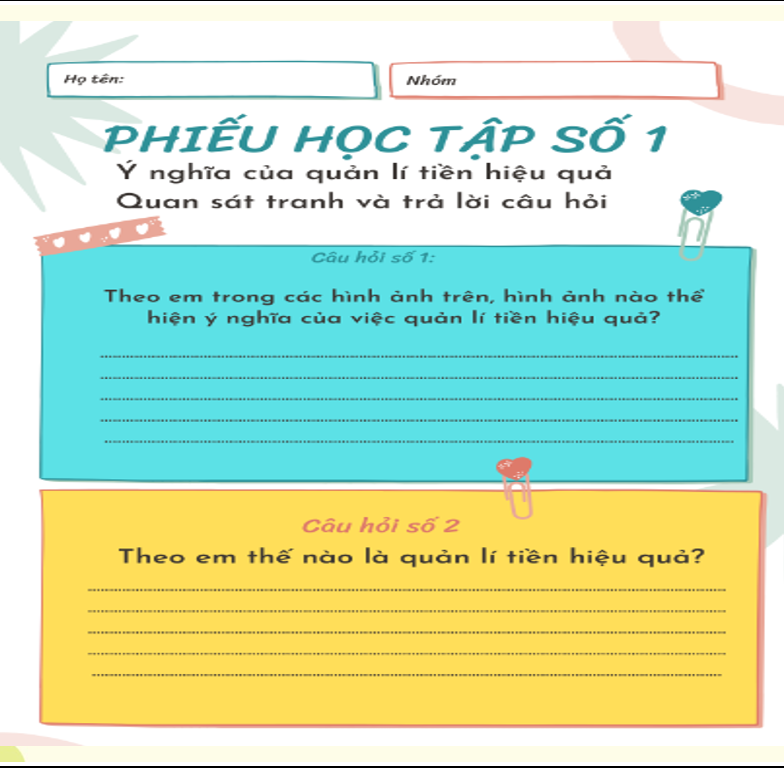 Họ tên:
Nhóm
PHIẾU HỌC TẬP SỐ 1
Ý nghĩa của quản lí tiền hiệu quả
Quan sát tranh và trả lời câu hỏi
Câu hỏi số 1:
Theo em trong các hình ảnh trên, hình ảnh nào thể
hiện ý nghĩa của việc quản lí tiền hiệu quả?
Câu hỏi số 2
Theo em thế nào là quản lí tiền hiệu quả?